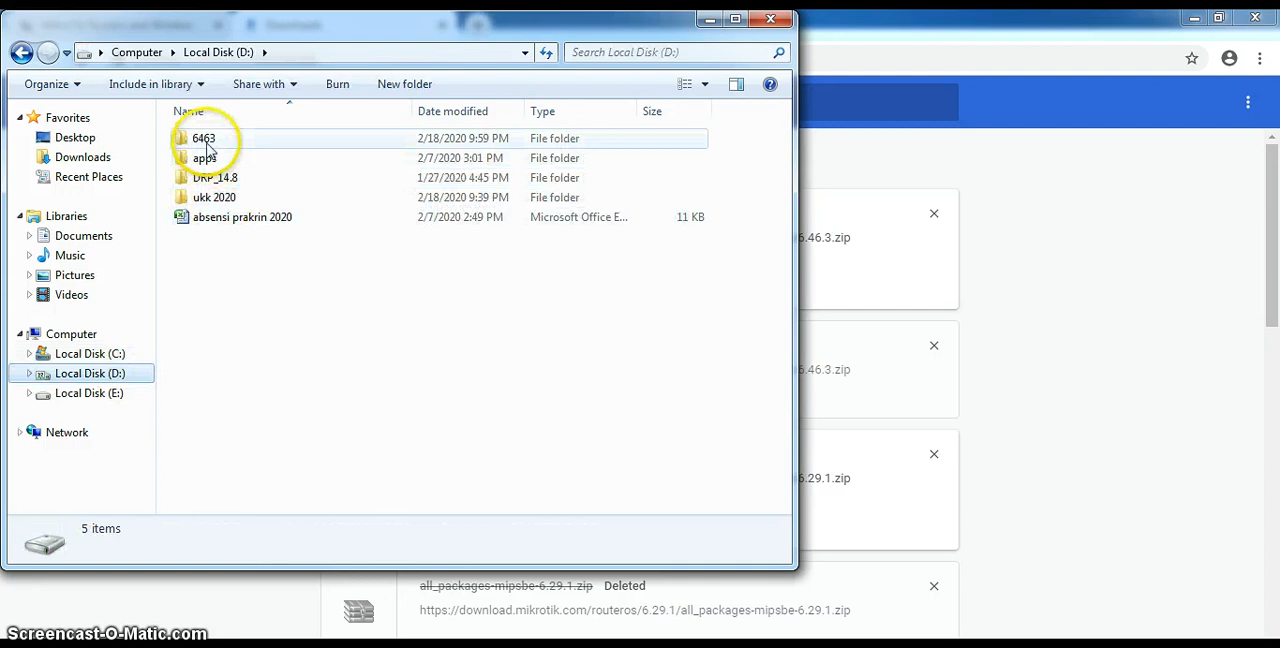 Computer Local Disk (D:) Search Local Disk (D:)
Organize Include in library Share with Burn New folder
Name Date modified Type Size
Favorites
Desktop
Downloads
Recent Places
Libraries
Documents
Music
Pictures
Videos
Computer
Local Disk (C:)
Local Disk (D:)
Local Disk (E:)
Network
6463 2/18/2020 9:59 PM File folder
apps 2/7/2020 3:01 PM File folder
DRP_14.8 1/27/2020 4:45 PM File folder
ukk 2020 2/18/2020 9:39 PM File folder
absensi prakrin 2020 2/7/2020 2:49 PM Microsoft Office E... 11 KB
5 items
6.46.3.zip
6.46.3.zip
6.29.1.zip
all_packages-mipsbe-6.29.1.zip Deleted
https://download.mikrotik.com/routeros/6.29.1/all_packages-mipsbe-6.29.1.zip
Screencast-O-Matic.com